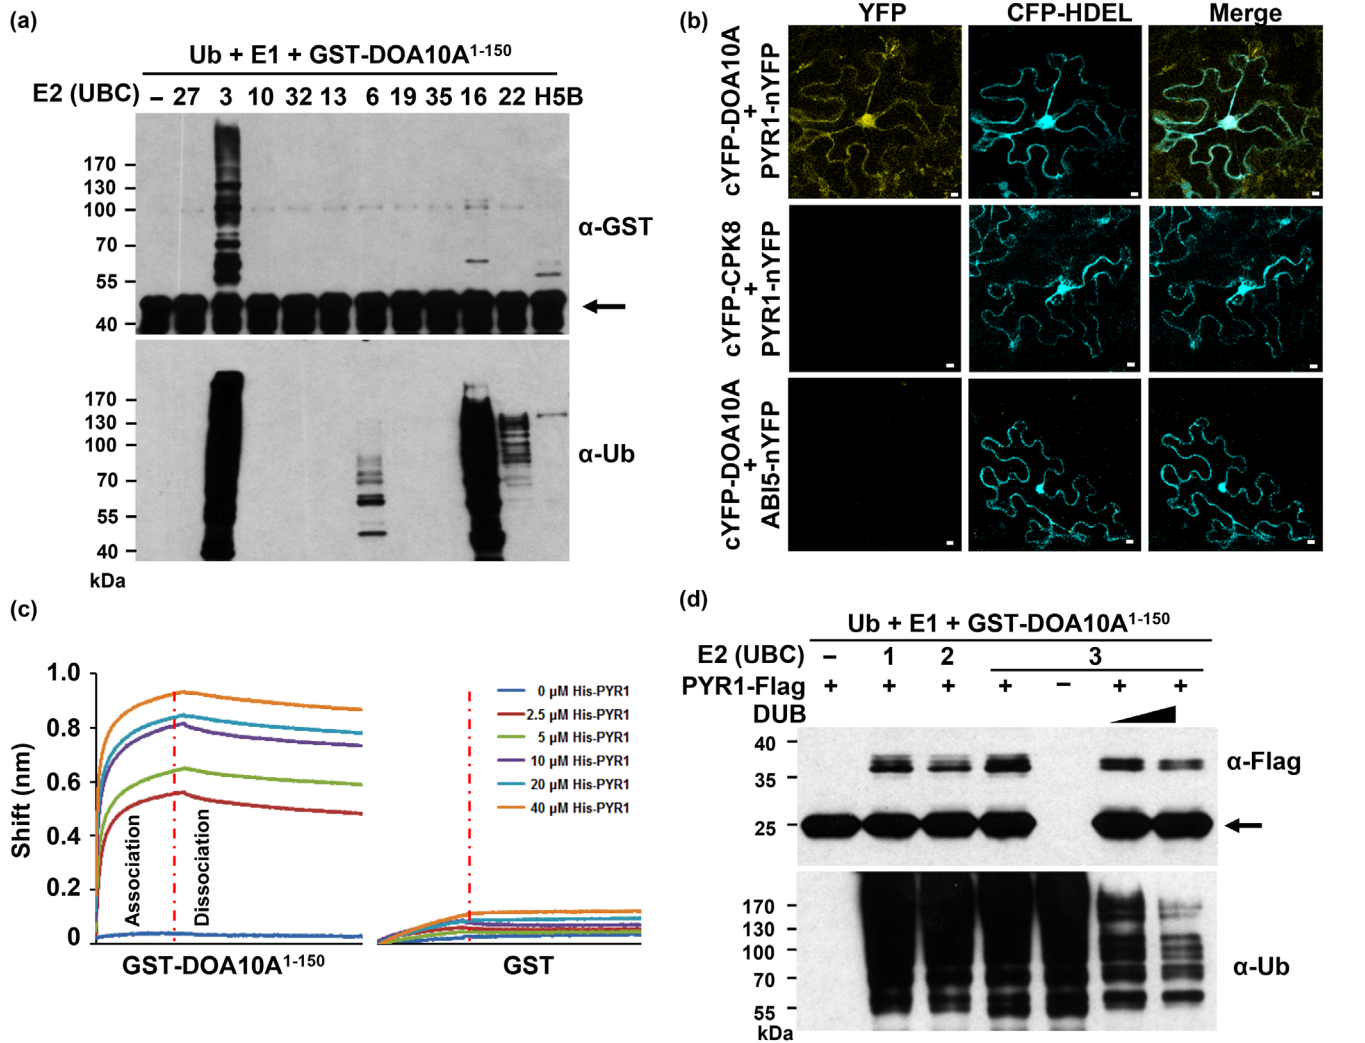 (a)
Ub + E1 + GST-DOA10A1-150
E2 (UBC) – 27 3 10 32 13 6 19 35 16 22 H5B
170
130
100
70
55
40
α-GST
170
130
100
70
55
40
kDa
α-Ub
(b)
YFP CFP-HDEL Merge
cYFP-DOA10A
+
PYR1-nYFP
cYFP-CPK8
+
PYR1-nYFP
cYFP-DOA10A
+
ABI5-nYFP
(c)
Shift (nm)
1.0
0.8
0.6
0.4
0.2
0
Association
Dissociation
0 µM His-PYR1
2.5 µM His-PYR1
5 µM His-PYR1
10 µM His-PYR1
20 µM His-PYR1
40 µM His-PYR1
GST-DOA10A1-150 GST
(d)
Ub + E1 + GST-DOA10A1-150
E2 (UBC) – 1 2 3
PYR1-Flag + + + + – + +
DUB
40
35
25
α-Flag
170
130
100
70
55
kDa
α-Ub